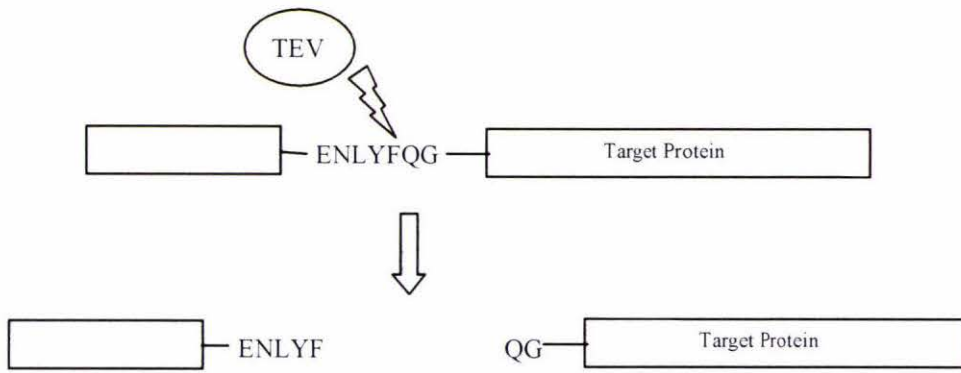 TEV
ENLYFQG
Target Protein
ENLYF
QG
Target Protein